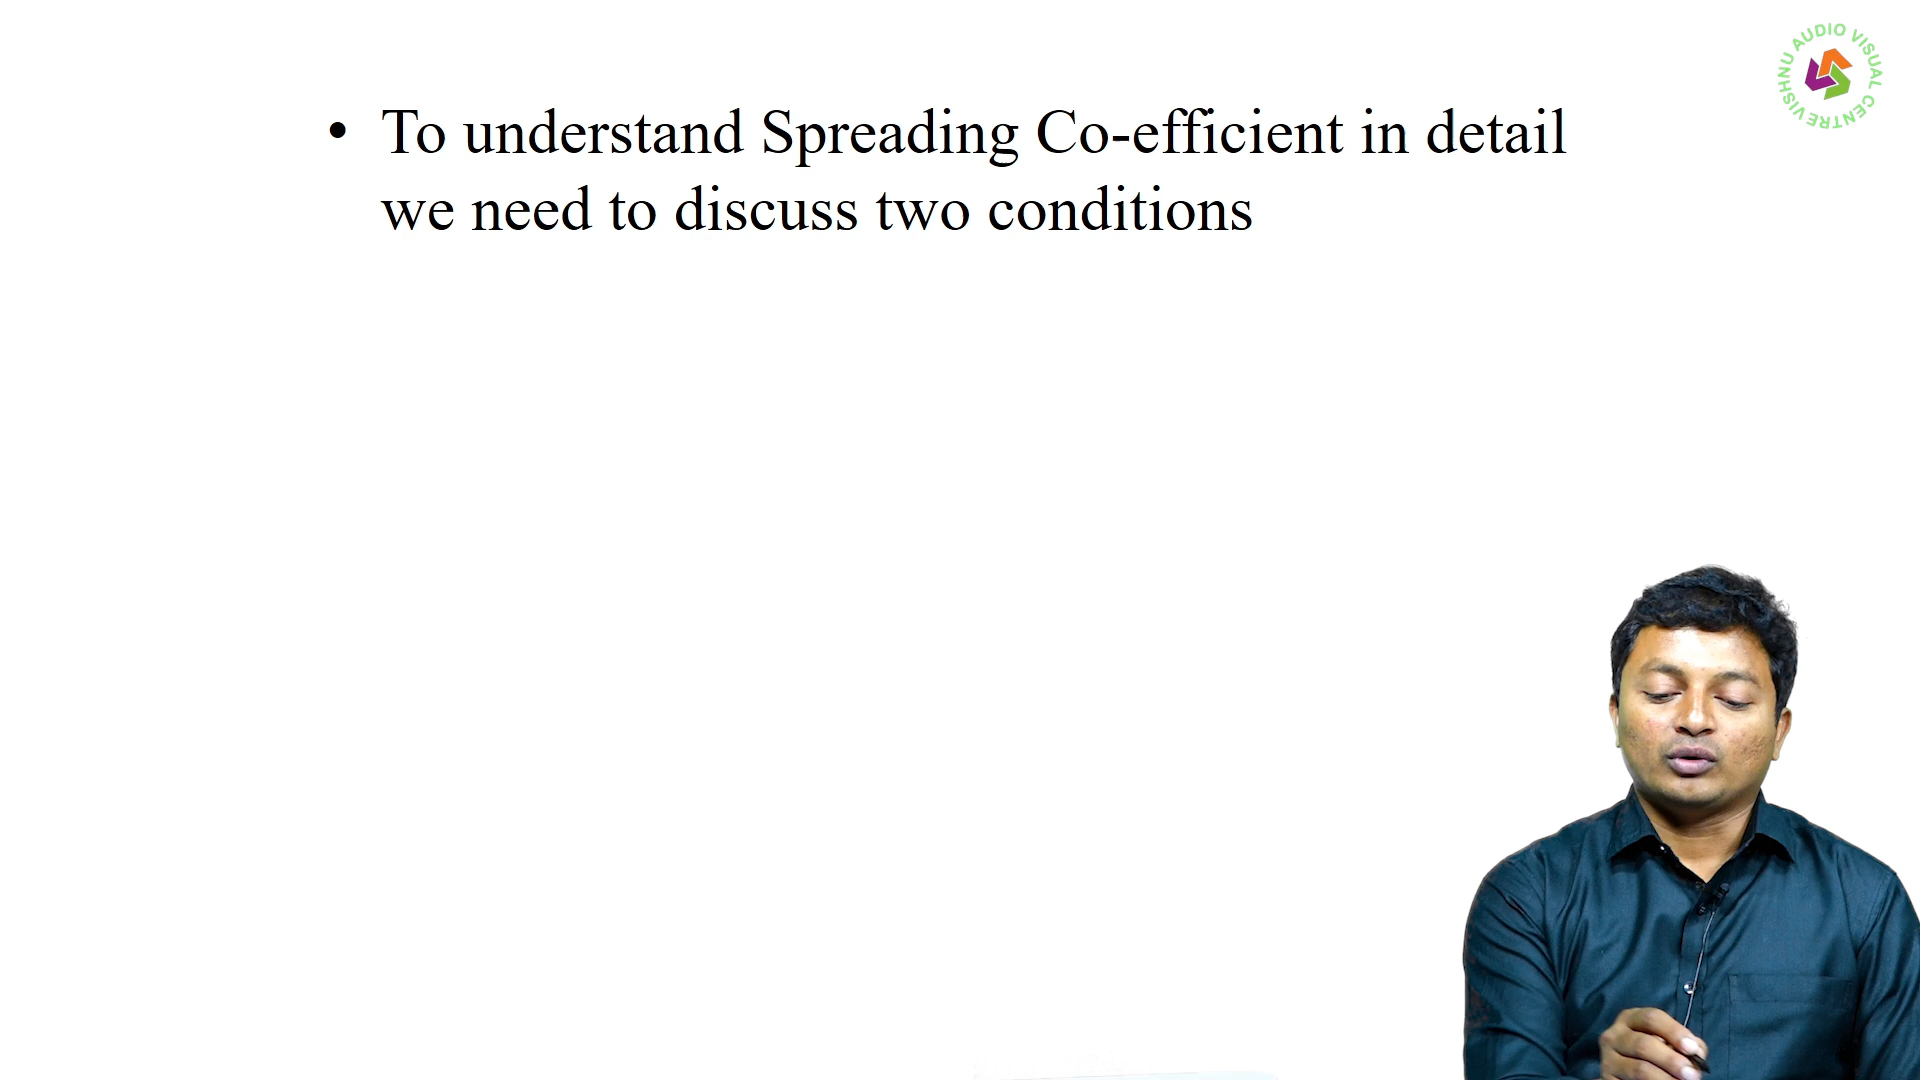 VISHNU AUDIO VISUAL CENTRE
• To understand Spreading Co-efficient in detail
we need to discuss two conditions